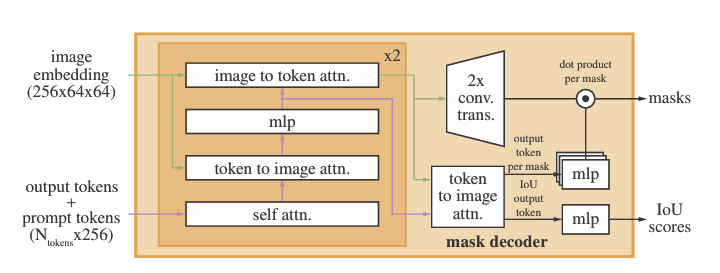 image
embedding
(256x64x64)
output tokens
+
prompt tokens
(Ntokensx256)
x2
image to token attn.
mlp
token to image attn.
self attn.
2x
conv.
trans.
token
to image
attn.
mask decoder
dot product
per mask
output
token
per mask
IoU
output
token
mlp
mlp
masks
IoU
scores